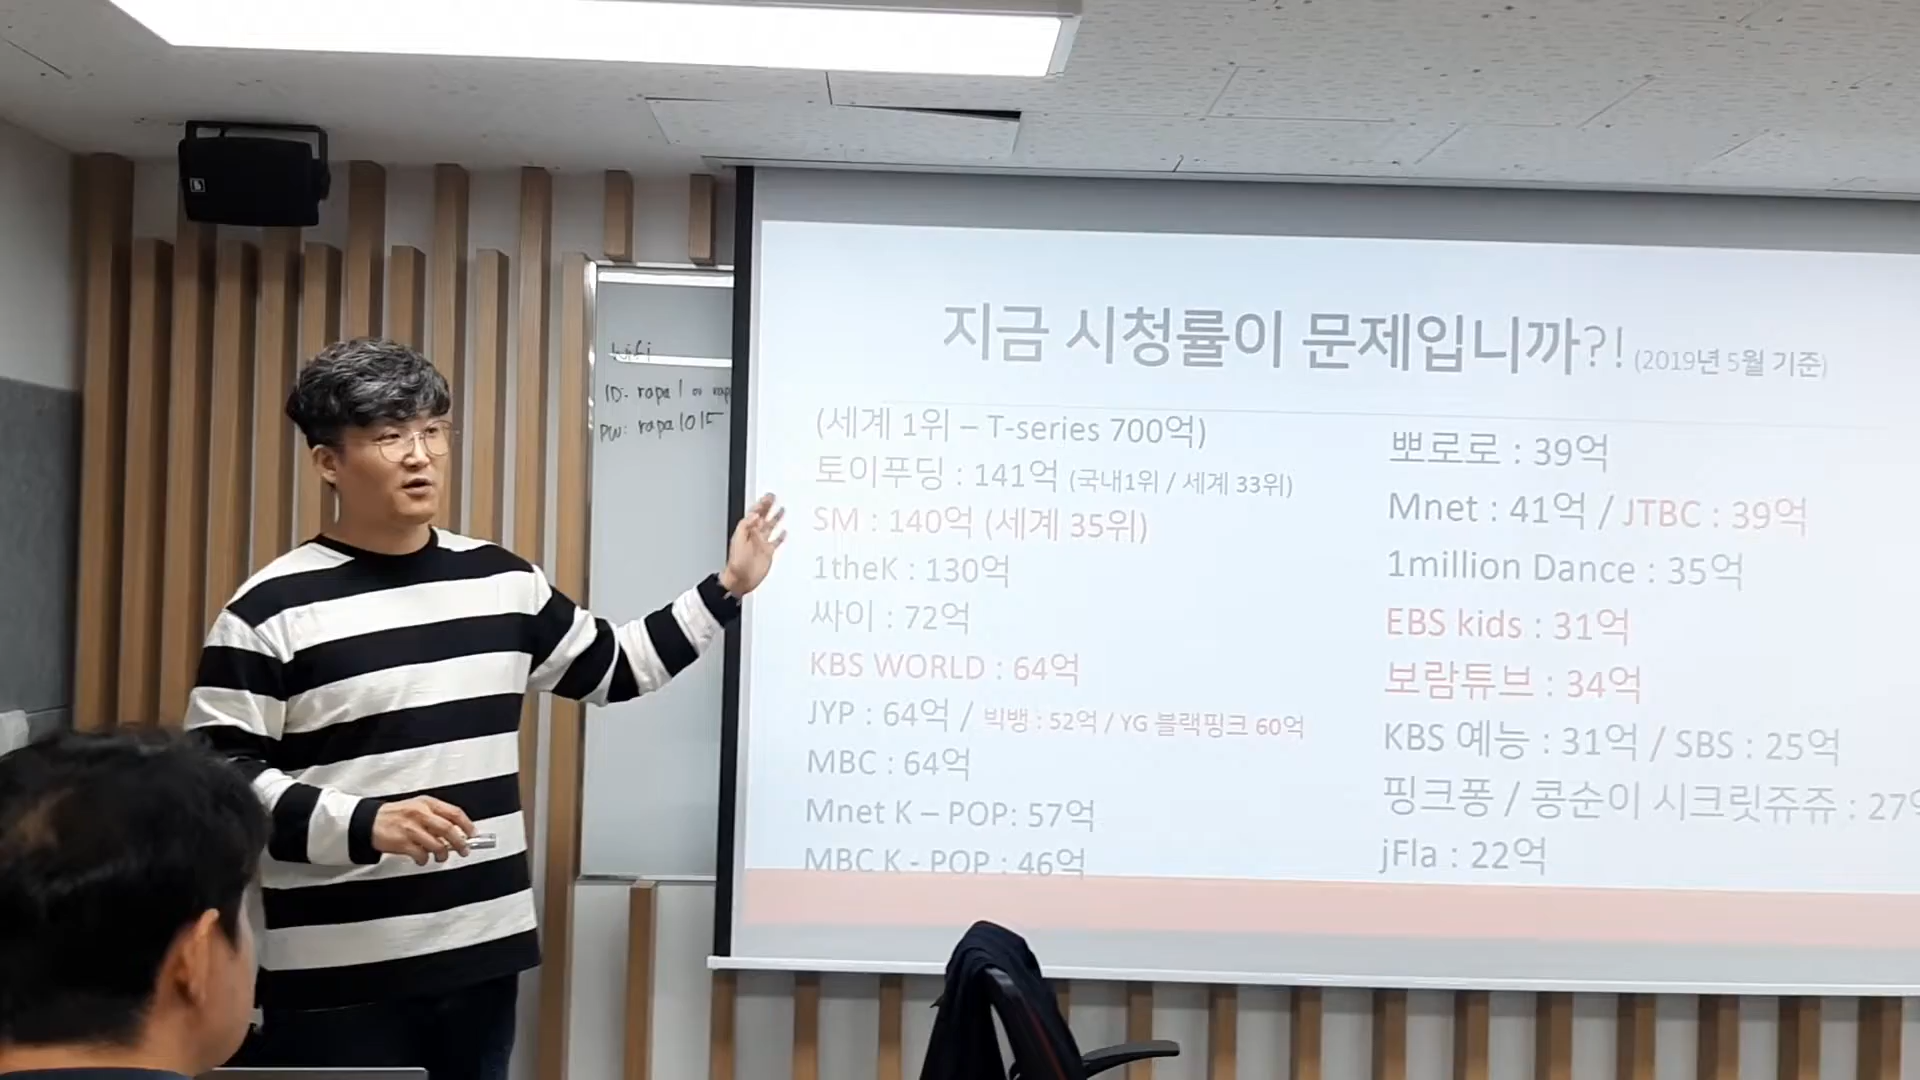 wifi
ID: rapa1 or
PW: rapa1015
지금 시청률이 문제입니까?! (2019년 5월 기준)
(세계 1위 – T-series 700억)
토이푸딩 : 141억 (국내1위 / 세계 33위)
SM : 140억 (세계 35위)
1theK : 130억
싸이 : 72억
KBS WORLD : 64억
JYP : 64억 / 빅뱅 : 52억 / YG 블랙핑크 60억
MBC : 64억
Mnet K – POP: 57억
MBC K - POP : 46억
뽀로로 : 39억
Mnet : 41억 / JTBC : 39억
1million Dance : 35억
EBS kids : 31억
보람튜브 : 34억
KBS 예능 : 31억 / SBS : 25억
핑크퐁 / 콩순이 시크릿쥬쥬 : 27억
jFla : 22억